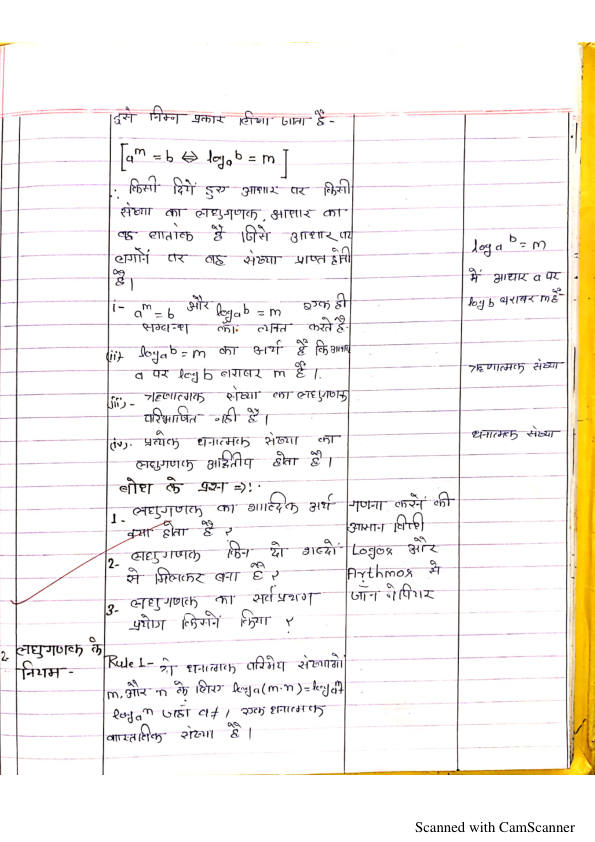 इसे निम्न प्रकार लिखा जाता है -
[a^m = b ⇔ log_a b = m]
∴ किसी दिये हुए आधार पर किसी
संख्या का लघुगणक, आधार का
वह घातांक है जिसे आधार पर
लगाने पर वह संख्या प्राप्त होती
है।
i- a^m = b और log_a b = m एक ही
सम्बन्ध को व्यक्त करते है-
(ii)- log_a b = m का अर्थ है कि आधार
a पर log b बराबर m है।
(iii)- ऋणात्मक संख्या का लघुगणक
परिभाषित नही है।
(iv). प्रत्येक धनात्मक संख्या का
लघुगणक अद्वितीय होता है।
log_a b = m
में आधार a पर
log b बराबर m है-
ऋणात्मक संख्या
धनात्मक संख्या
बोध के प्रश्न ⇒:-
1- लघुगणक का शाब्दिक अर्थ
क्या होता है ?
2- लघुगणक किन दो शब्दों
से मिलकर बना है ?
3- लघुगणक का सर्वप्रथम
प्रयोग किसने किया ?
गणना करने की
आसान विधी
Logos और
Arythmos से
जॉन नेपियर
2. लघुगणक के
नियम -
Rule 1- दो धनात्मक परिमेय संख्याओं
m, और n के लिए log_a(m·n) = log_a m +
log_a n जहाँ a≠1, एक धनात्मक
वास्तविक संख्या है।
Scanned with CamScanner